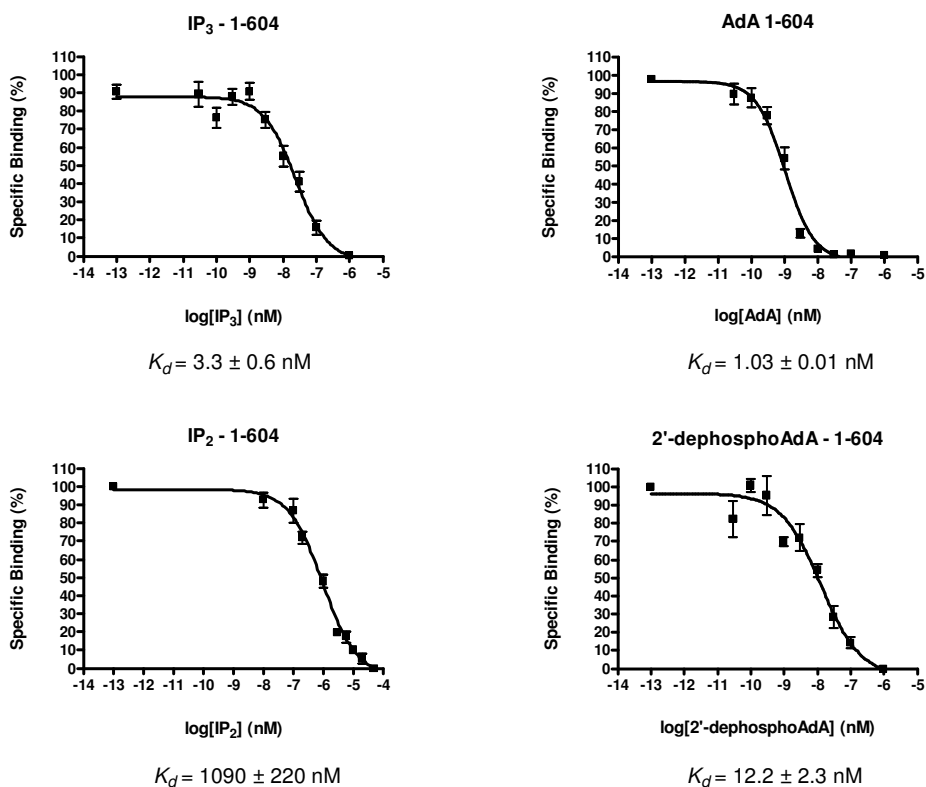 IP3 - 1-604
Specific Binding (%)
110
100
90
80
70
60
50
40
30
20
10
0
-14 -13 -12 -11 -10 -9 -8 -7 -6 -5
log[IP3] (nM)
Kd = 3.3 ± 0.6 nM
AdA 1-604
Specific Binding (%)
110
100
90
80
70
60
50
40
30
20
10
0
-14 -13 -12 -11 -10 -9 -8 -7 -6 -5
log[AdA] (nM)
Kd = 1.03 ± 0.01 nM
IP2 - 1-604
Specific Binding (%)
110
100
90
80
70
60
50
40
30
20
10
0
-14 -13 -12 -11 -10 -9 -8 -7 -6 -5 -4
log[IP2] (nM)
Kd = 1090 ± 220 nM
2'-dephosphoAdA - 1-604
Specific Binding (%)
110
100
90
80
70
60
50
40
30
20
10
0
-14 -13 -12 -11 -10 -9 -8 -7 -6 -5
log[2'-dephosphoAdA] (nM)
Kd = 12.2 ± 2.3 nM